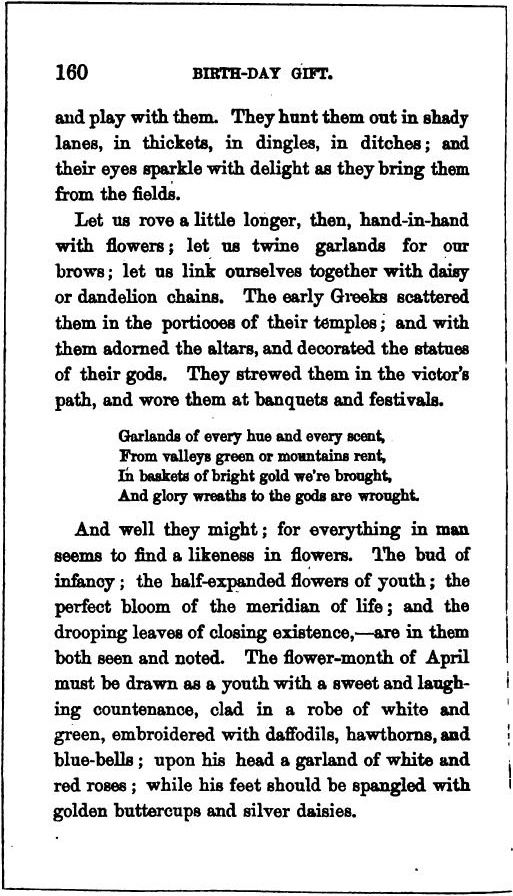 160 BIRTH-DAY GIFT.
and play with them. They hunt them out in shady
lanes, in thickets, in dingles, in ditches; and
their eyes sparkle with delight as they bring them
from the fields.
Let us rove a little longer, then, hand-in-hand
with flowers; let us twine garlands for our
brows; let us link ourselves together with daisy
or dandelion chains. The early Greeks scattered
them in the porticoes of their temples; and with
them adorned the altars, and decorated the statues
of their gods. They strewed them in the victor's
path, and wore them at banquets and festivals.
Garlands of every hue and every scent,
From valleys green or mountains rent,
In baskets of bright gold we're brought,
And glory wreaths to the gods are wrought.
And well they might; for everything in man
seems to find a likeness in flowers. The bud of
infancy; the half-expanded flowers of youth; the
perfect bloom of the meridian of life; and the
drooping leaves of closing existence,—are in them
both seen and noted. The flower-month of April
must be drawn as a youth with a sweet and laugh-
ing countenance, clad in a robe of white and
green, embroidered with daffodils, hawthorns, and
blue-bells; upon his head a garland of white and
red roses; while his feet should be spangled with
golden buttercups and silver daisies.